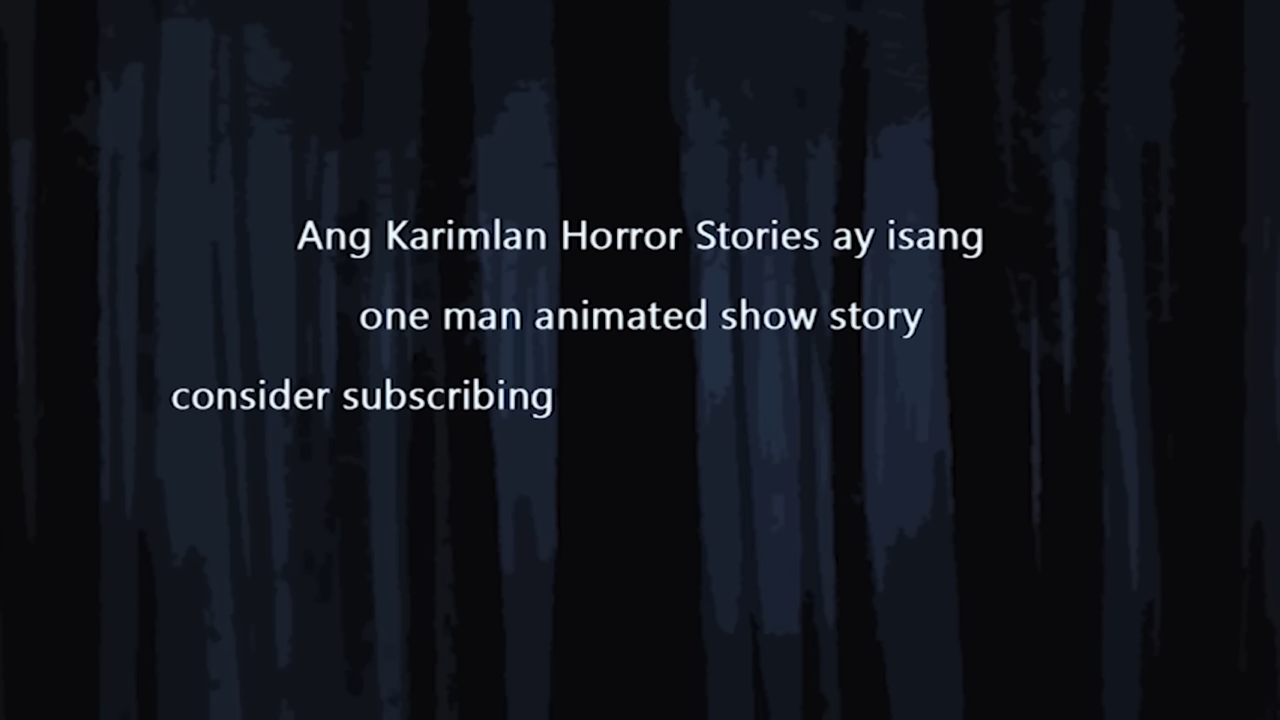 Ang Karimlan Horror Stories ay isang
one man animated show story
consider subscribing